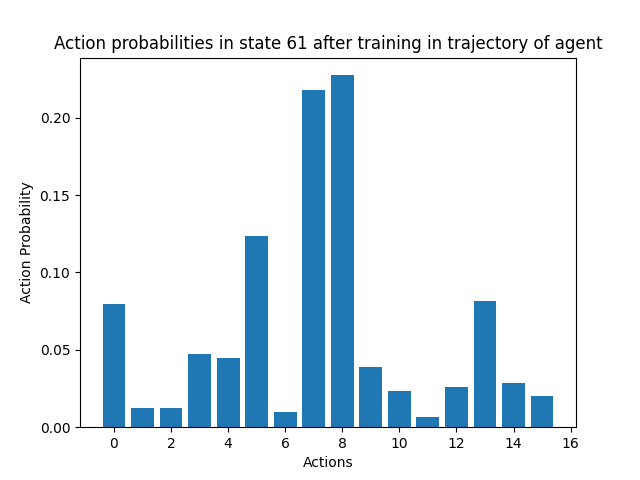 Action probabilities in state 61 after training in trajectory of agent
Action Probability
0.20
0.15
0.10
0.05
0.00
0 2 4 6 8 10 12 14 16
Actions